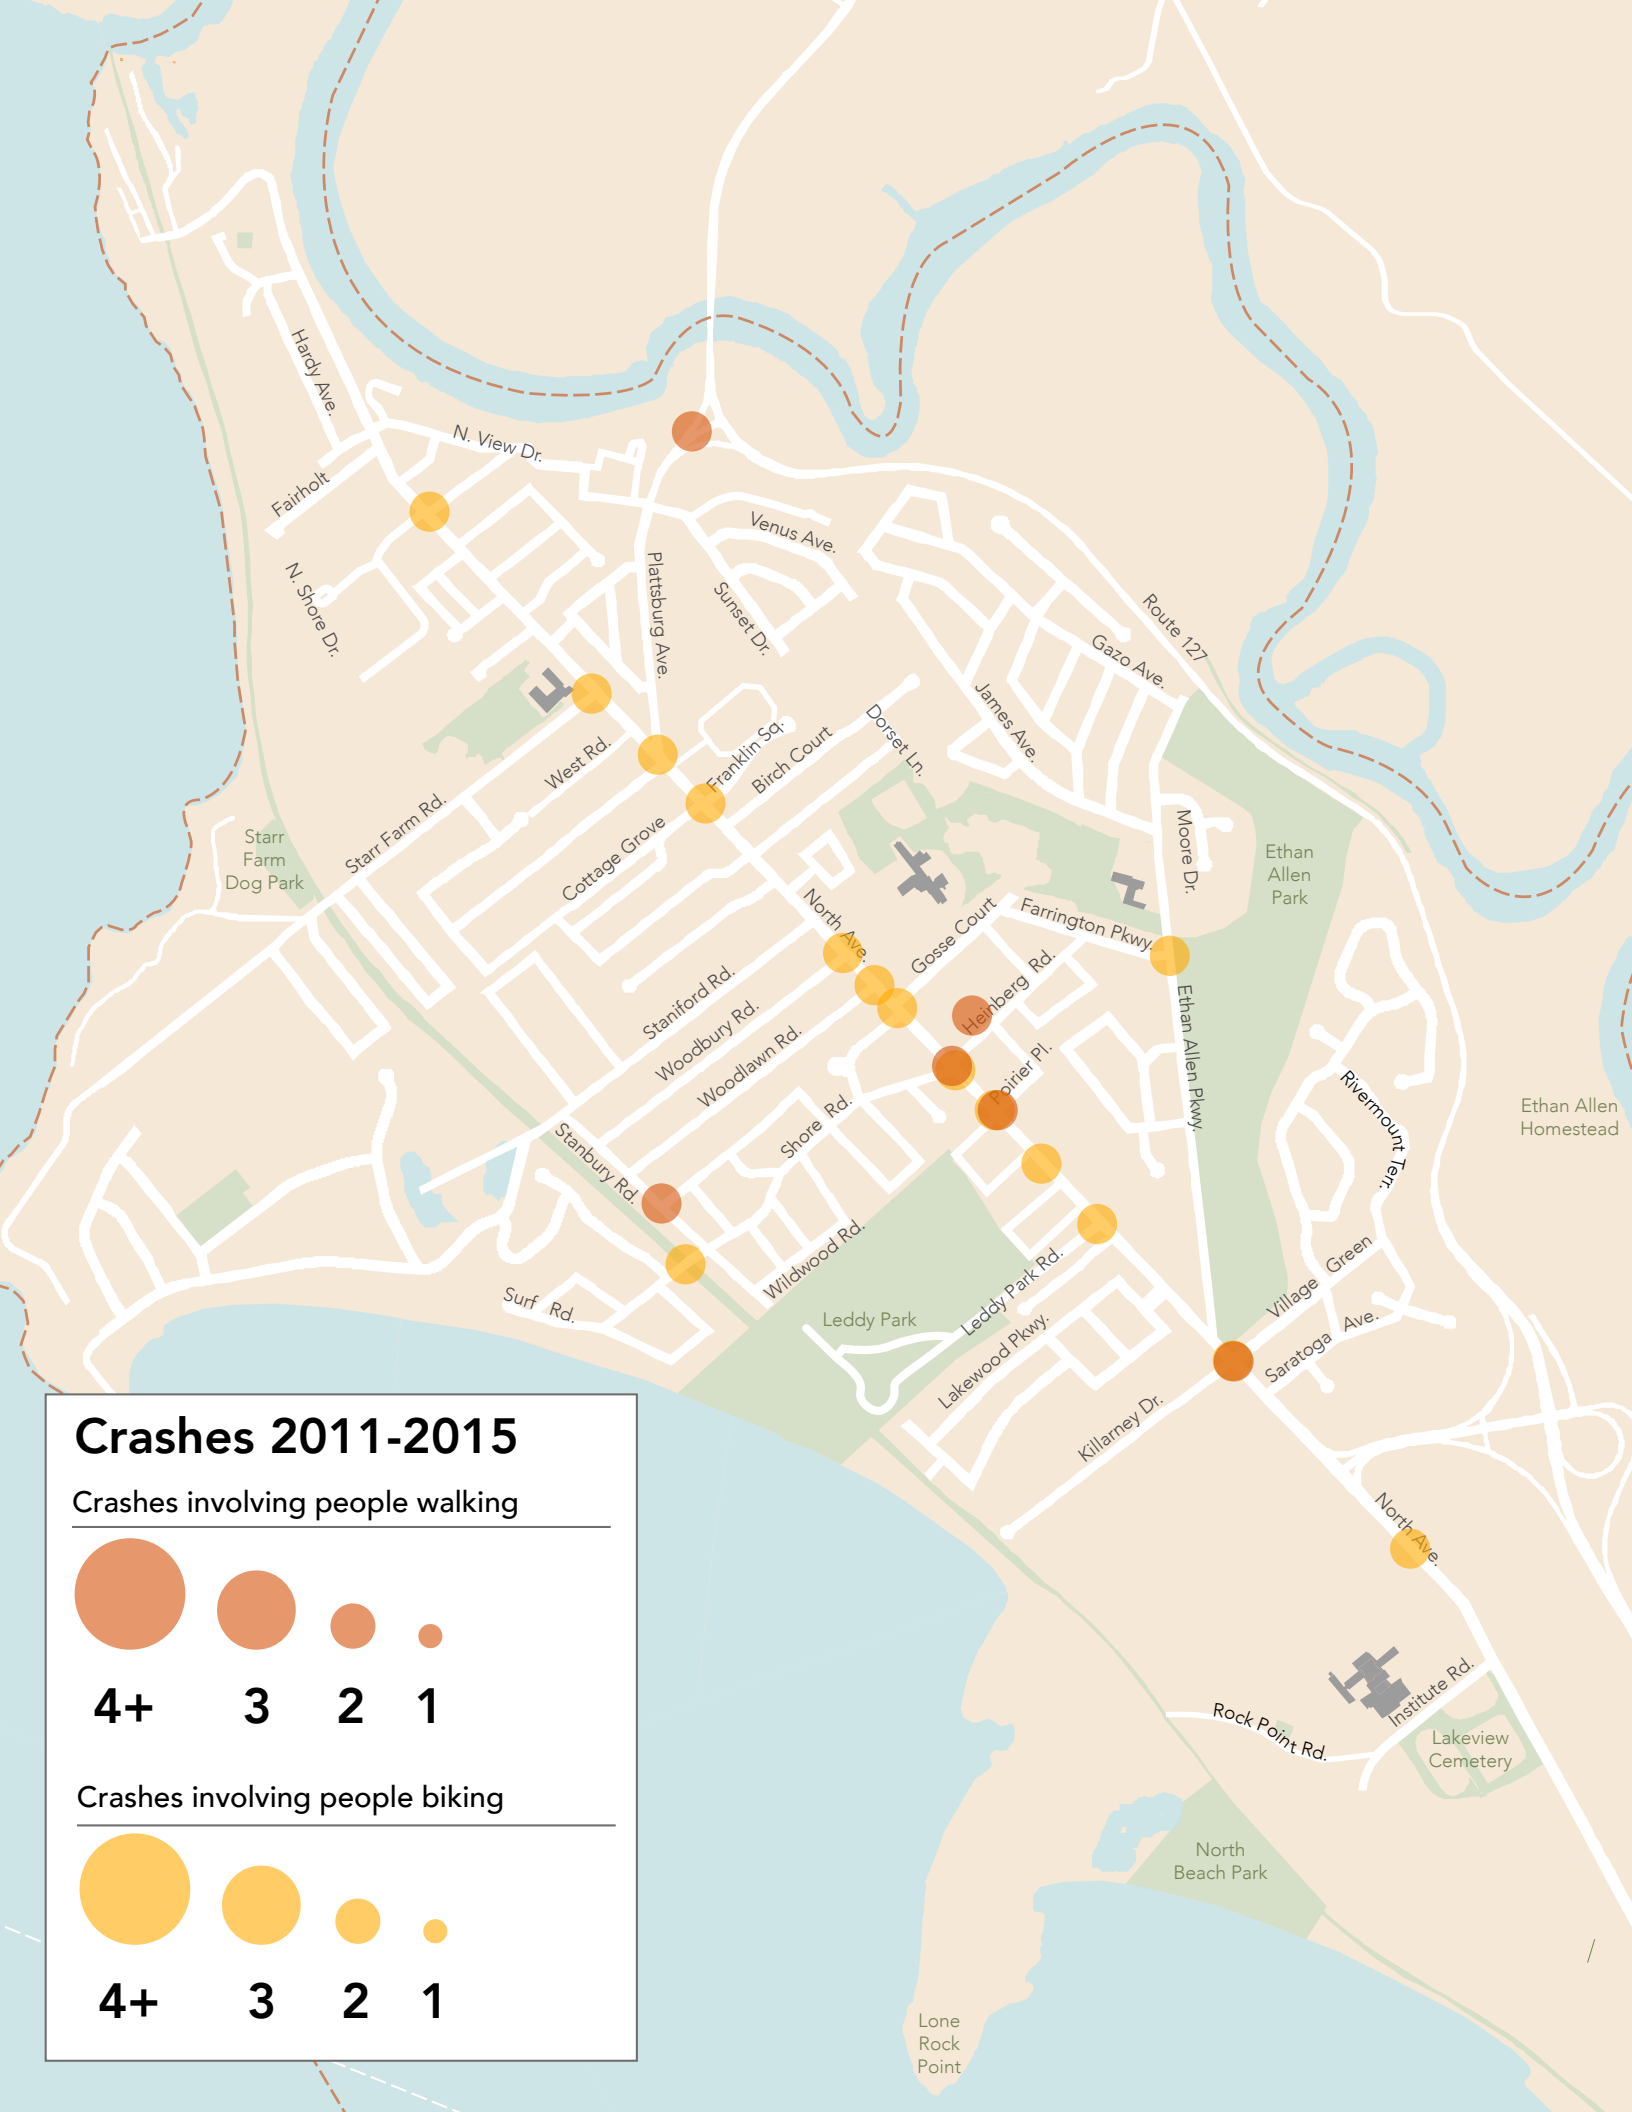 Hardy Ave.
N. View Dr.
Fairholt
N. Shore Dr.
Venus Ave.
Plattsburg Ave.
Sunset Dr.
Route 127
Gazo Ave.
James Ave.
Dorset Ln.
Franklin Sq.
Birch Court
West Rd.
Starr Farm Rd.
Cottage Grove
Moore Dr.
Starr
Farm
Dog Park
Ethan
Allen
Park
North Ave.
Gosse Court
Farrington Pkwy.
Heinberg Rd.
Staniford Rd.
Woodbury Rd.
Woodlawn Rd.
Ethan Allen Pkwy.
Poirier Pl.
Shore Rd.
Stanbury Rd.
Rivermount Terr.
Ethan Allen
Homestead
Wildwood Rd.
Surf Rd.
Leddy Park
Leddy Park Rd.
Lakewood Pkwy.
Village Green
Saratoga Ave.
Killarney Dr.
North Ave.
Institute Rd.
Rock Point Rd.
Lakeview
Cemetery
North
Beach Park
Lone
Rock
Point
Crashes 2011-2015
Crashes involving people walking
4+ 3 2 1
Crashes involving people biking
4+ 3 2 1